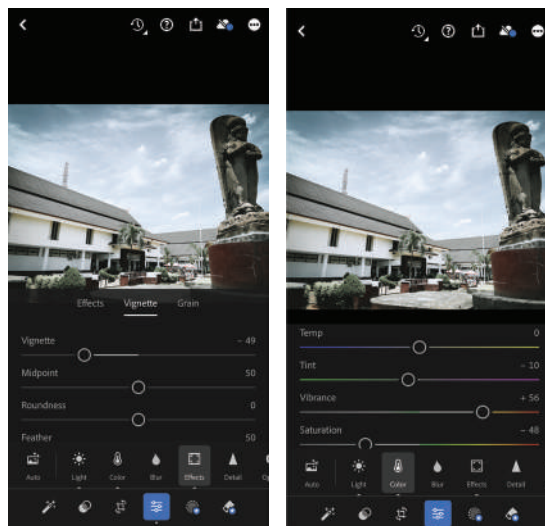 Effects Vignette Grain
Vignette - 49
Midpoint 50
Roundness 0
Feather 50
Auto Light Color Blur Effects Detail
Temp 0
Tint - 10
Vibrance + 56
Saturation - 48
Auto Light Color Blur Effects Detail